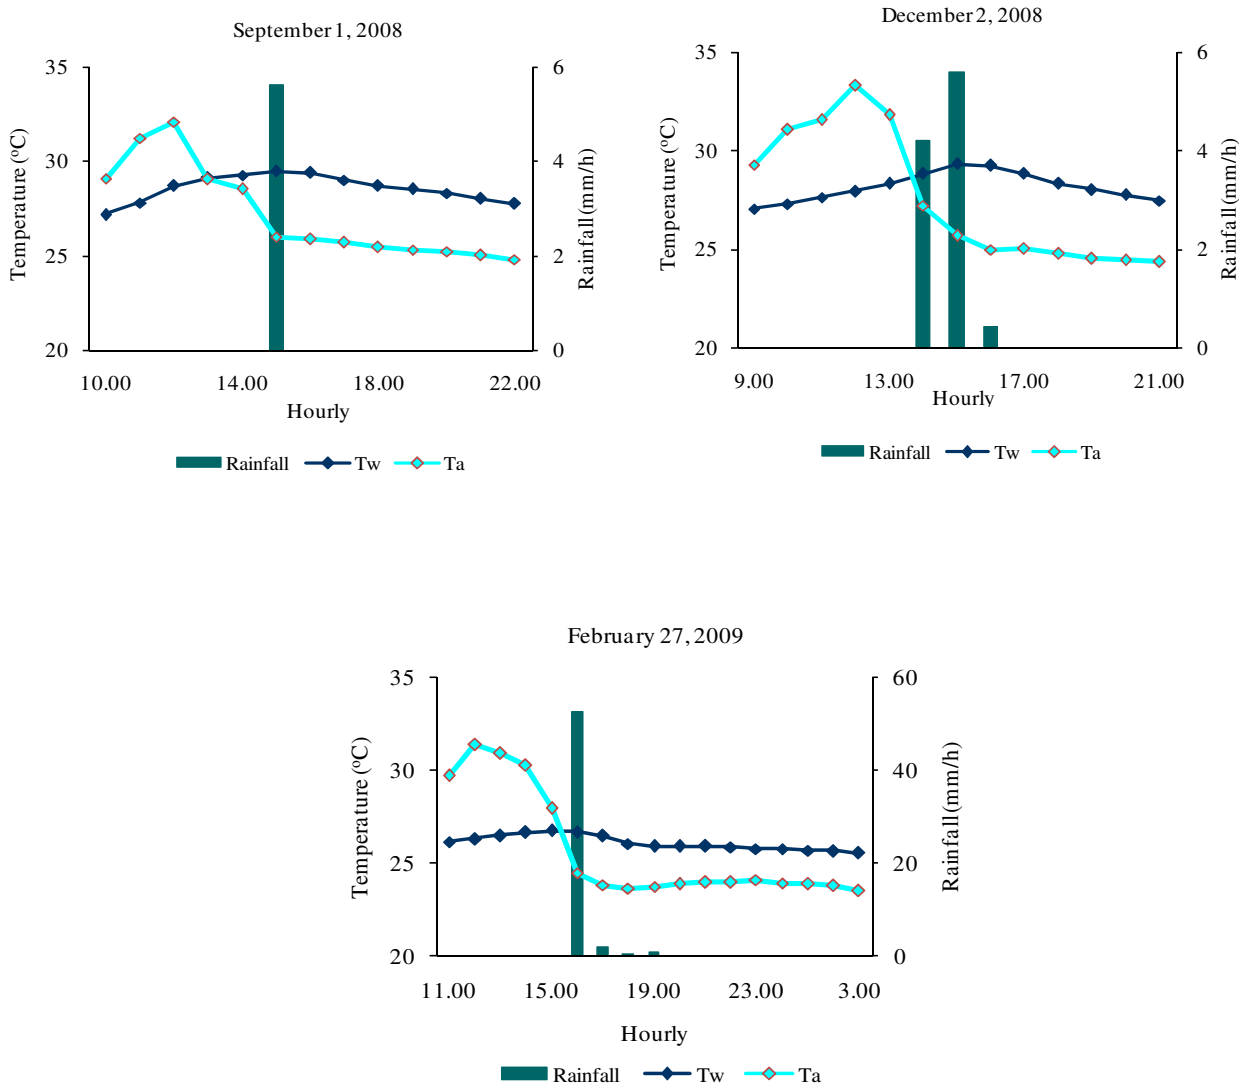 September 1, 2008
35
30
25
20
Temperature (ºC)
6
4
2
0
Rainfall (mm/h)
10.00 14.00 18.00 22.00
Hourly
Rainfall Tw Ta
December 2, 2008
35
30
25
20
Temperature (ºC)
6
4
2
0
Rainfall (mm/h)
9.00 13.00 17.00 21.00
Hourly
Rainfall Tw Ta
February 27, 2009
35
30
25
20
Temperature (ºC)
60
40
20
0
Rainfall (mm/h)
11.00 15.00 19.00 23.00 3.00
Hourly
Rainfall Tw Ta